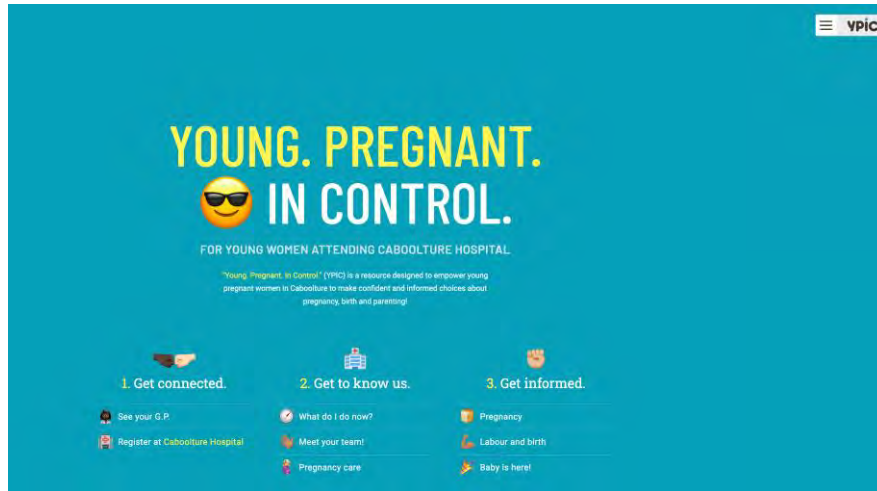 YPIC
YOUNG. PREGNANT.
IN CONTROL.
FOR YOUNG WOMEN ATTENDING CABOOLTURE HOSPITAL
"Young. Pregnant. In Control." (YPIC) is a resource designed to empower young
pregnant women in Caboolture to make confident and informed choices about
pregnancy, birth and parenting!
1. Get connected.
2. Get to know us.
3. Get informed.
See your G.P.
What do I do now?
Pregnancy
Register at Caboolture Hospital
Meet your team!
Labour and birth
Pregnancy care
Baby is here!